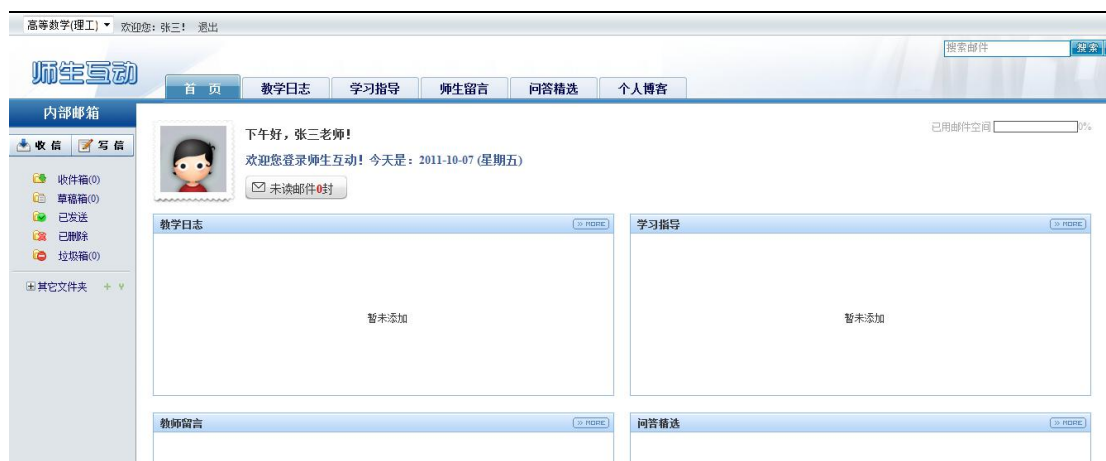 高等数学(理工) 欢迎您：张三！ 退出
搜索邮件 搜索
师生互动
首 页 教学日志 学习指导 师生留言 问答精选 个人博客
内部邮箱
收信 写信
已用邮件空间 0%
下午好，张三老师！
欢迎您登录师生互动！今天是：2011-10-07 (星期五)
未读邮件0封
收件箱(0)
草稿箱(0)
已发送
已删除
垃圾箱(0)
其它文件夹
教学日志 MORE
暂未添加
学习指导 MORE
暂未添加
教师留言 MORE
问答精选 MORE